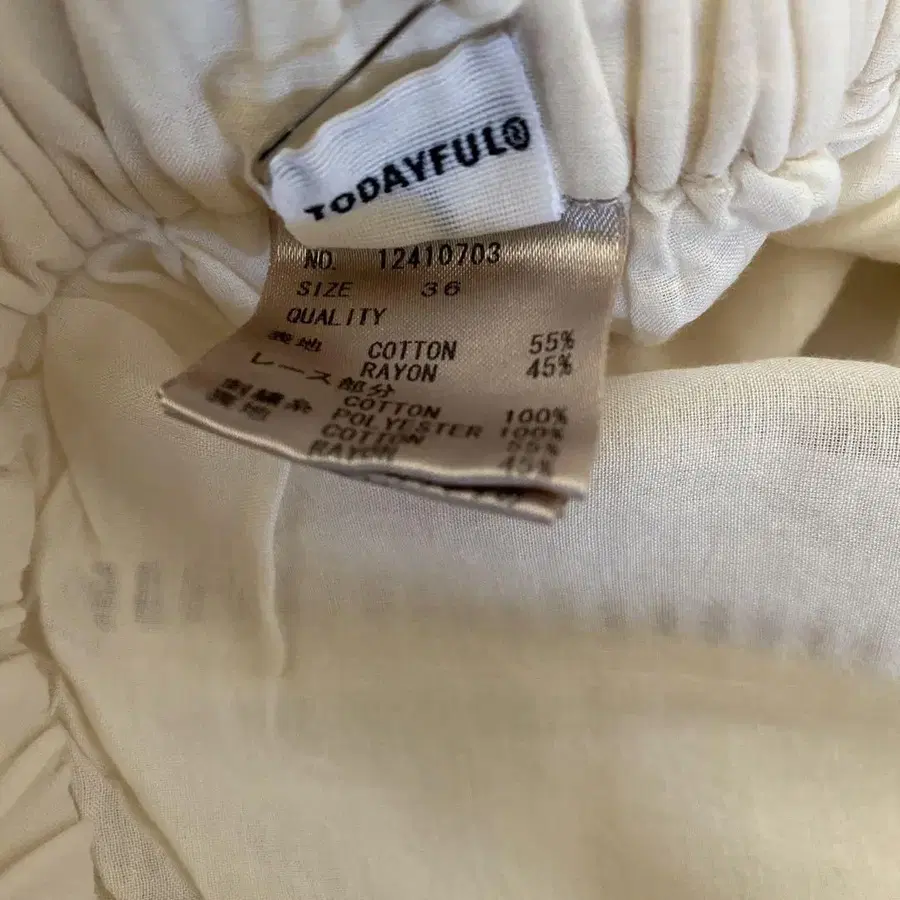 TODAYFUL®
NO. 12410703
SIZE 36
QUALITY
表地 COTTON 55%
RAYON 45%
レース部分
COTTON 100%
刺繍糸 POLYESTER 100%
裏地 COTTON 55%
RAYON 45%